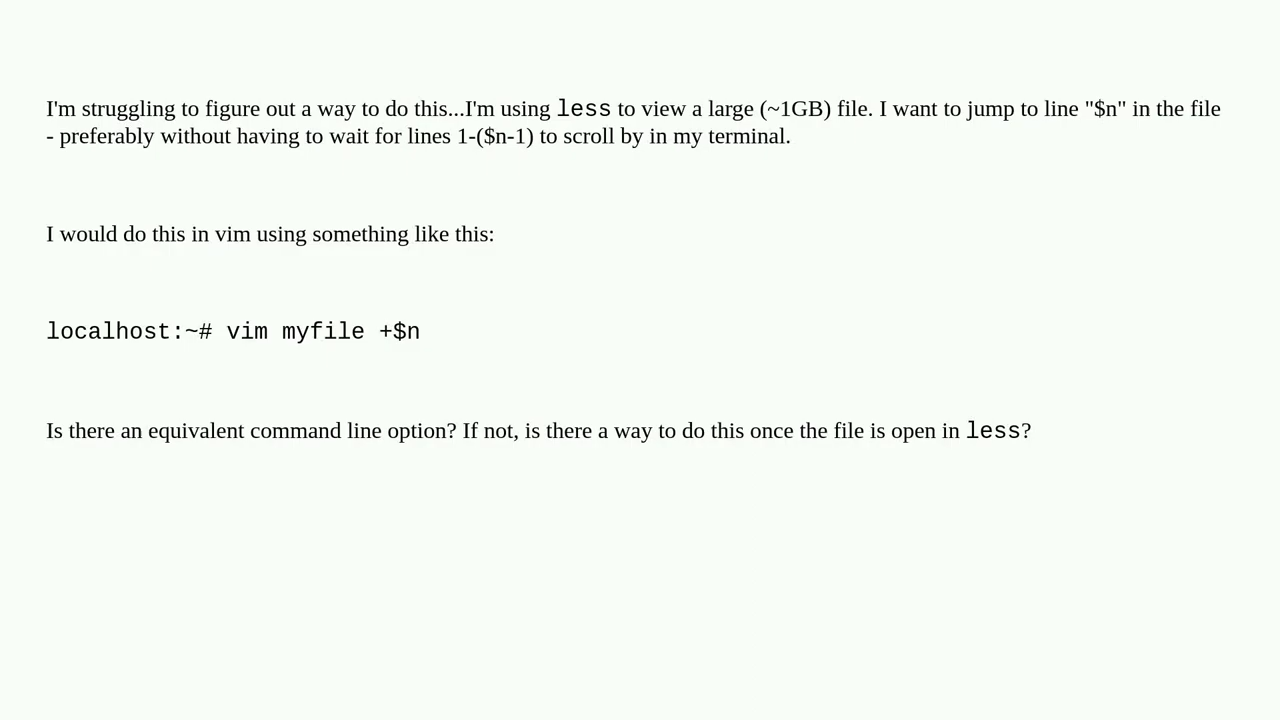 I'm struggling to figure out a way to do this...I'm using less to view a large (~1GB) file. I want to jump to line "$n" in the file
- preferably without having to wait for lines 1-($n-1) to scroll by in my terminal.
I would do this in vim using something like this:
localhost:~# vim myfile +$n
Is there an equivalent command line option? If not, is there a way to do this once the file is open in less?